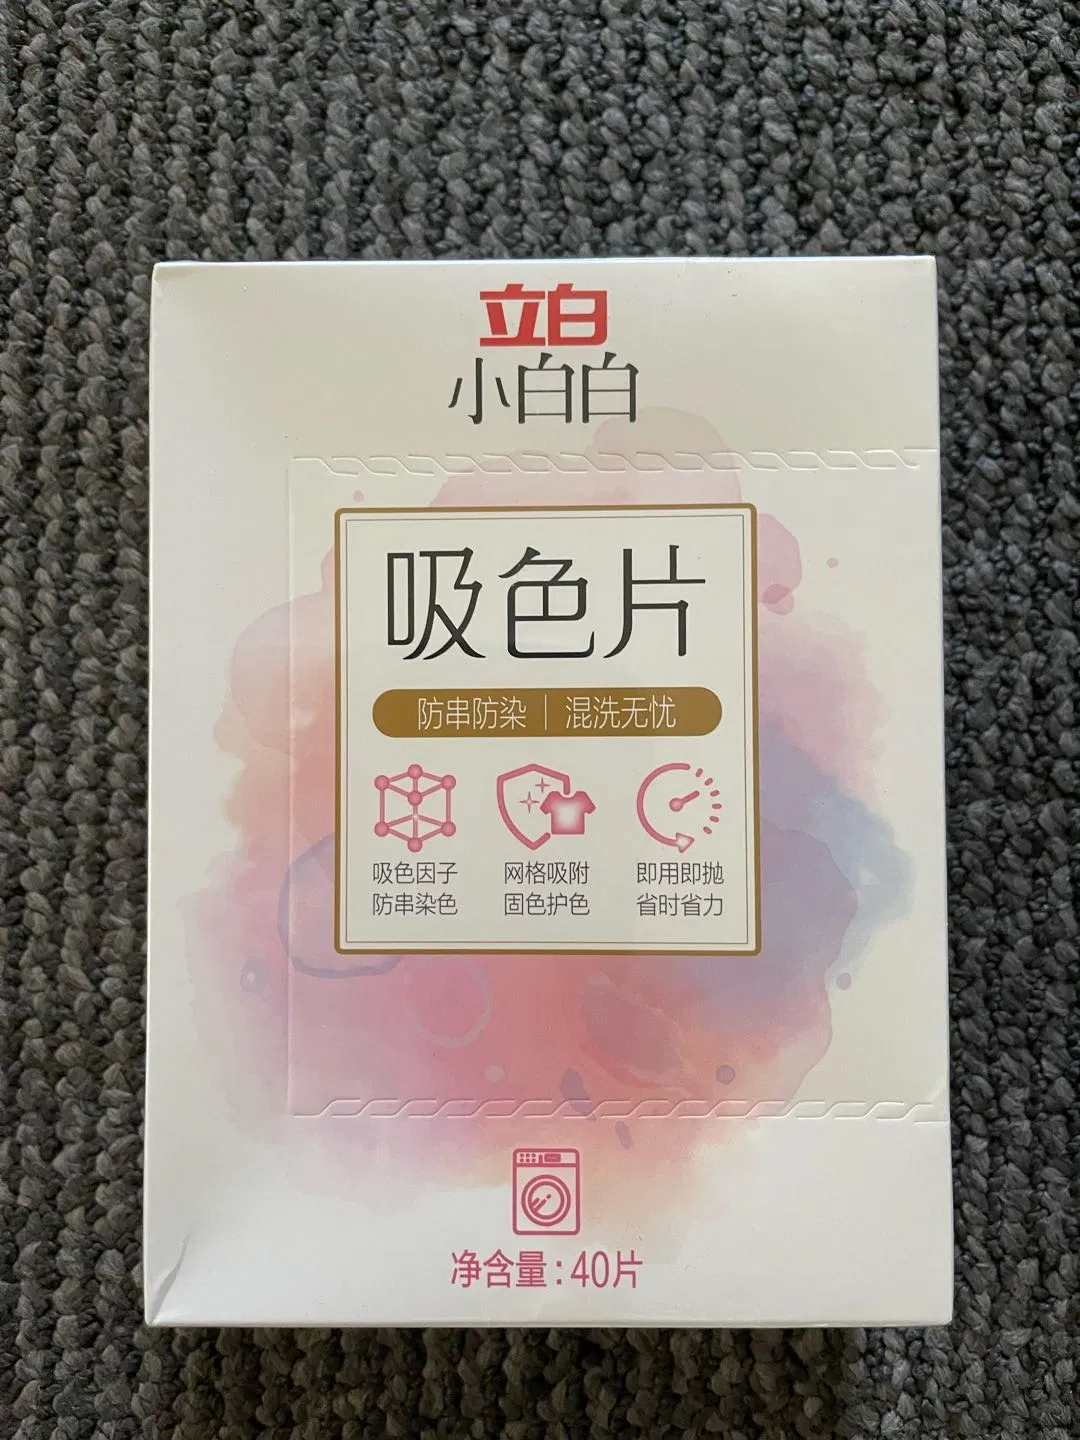 立白
小白白
吸色片
防串防染｜混洗无忧
吸色因子
防串染色
网格吸附
固色护色
即用即抛
省时省力
净含量：40片